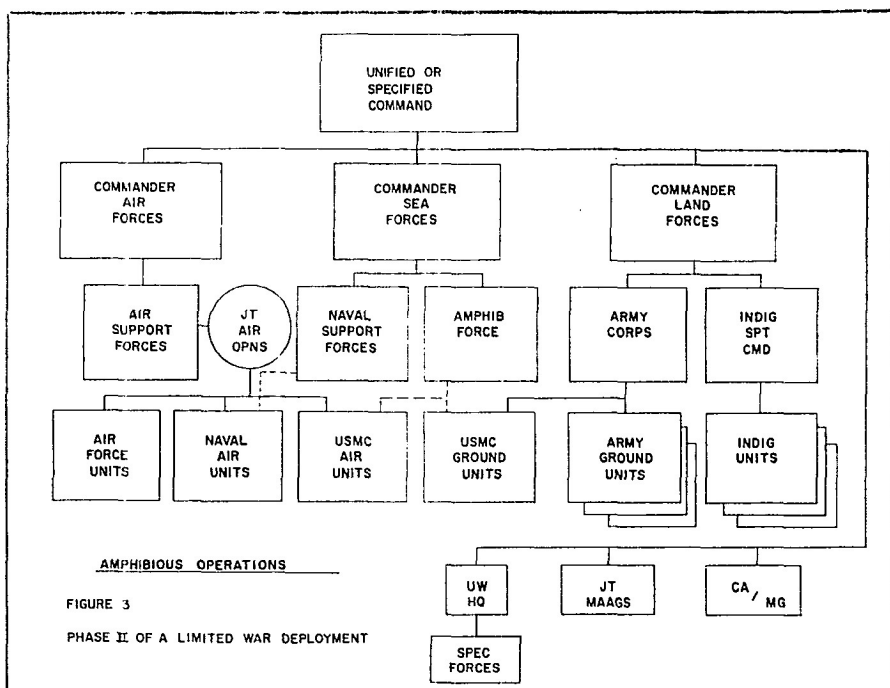 UNIFIED OR
SPECIFIED
COMMAND
COMMANDER
AIR
FORCES
COMMANDER
SEA
FORCES
COMMANDER
LAND
FORCES
AIR
SUPPORT
FORCES
JT
AIR
OPNS
NAVAL
SUPPORT
FORCES
AMPHIB
FORCE
ARMY
CORPS
INDIG
SPT
CMD
AIR
FORCE
UNITS
NAVAL
AIR
UNITS
USMC
AIR
UNITS
USMC
GROUND
UNITS
ARMY
GROUND
UNITS
INDIG
UNITS
AMPHIBIOUS OPERATIONS
FIGURE 3
PHASE II OF A LIMITED WAR DEPLOYMENT
UW
HQ
JT
MAAGS
CA/
MG
SPEC
FORCES